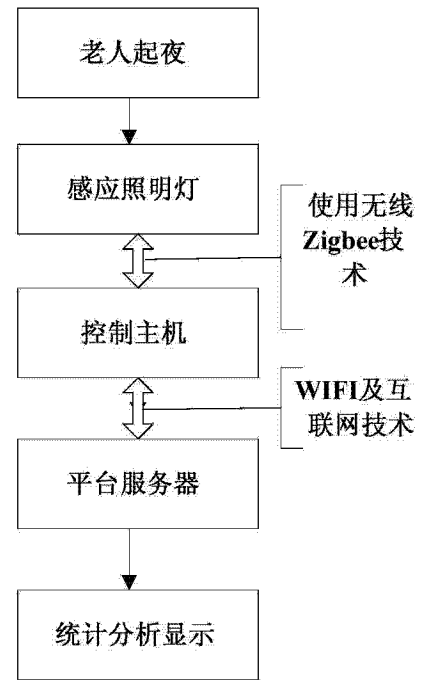 老人起夜
感应照明灯
使用无线
Zigbee技
术
控制主机
WIFI及互
联网技术
平台服务器
统计分析显示